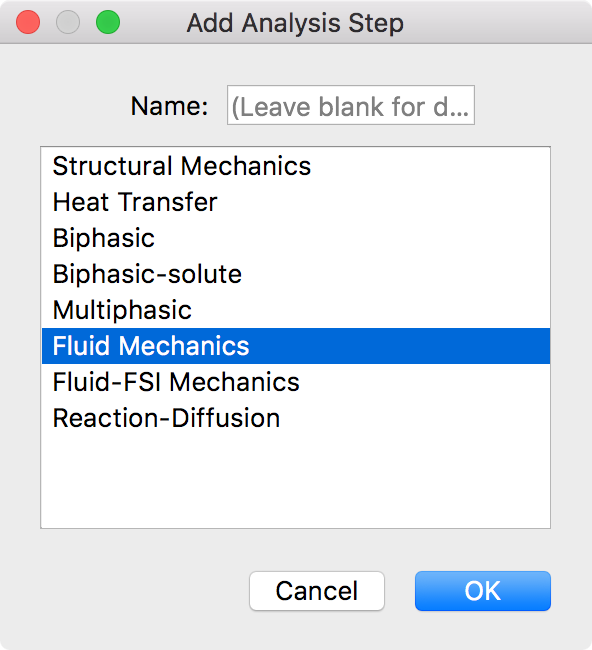 Add Analysis Step
Name: (Leave blank for d...
Structural Mechanics
Heat Transfer
Biphasic
Biphasic-solute
Multiphasic
Fluid Mechanics
Fluid-FSI Mechanics
Reaction-Diffusion
Cancel OK